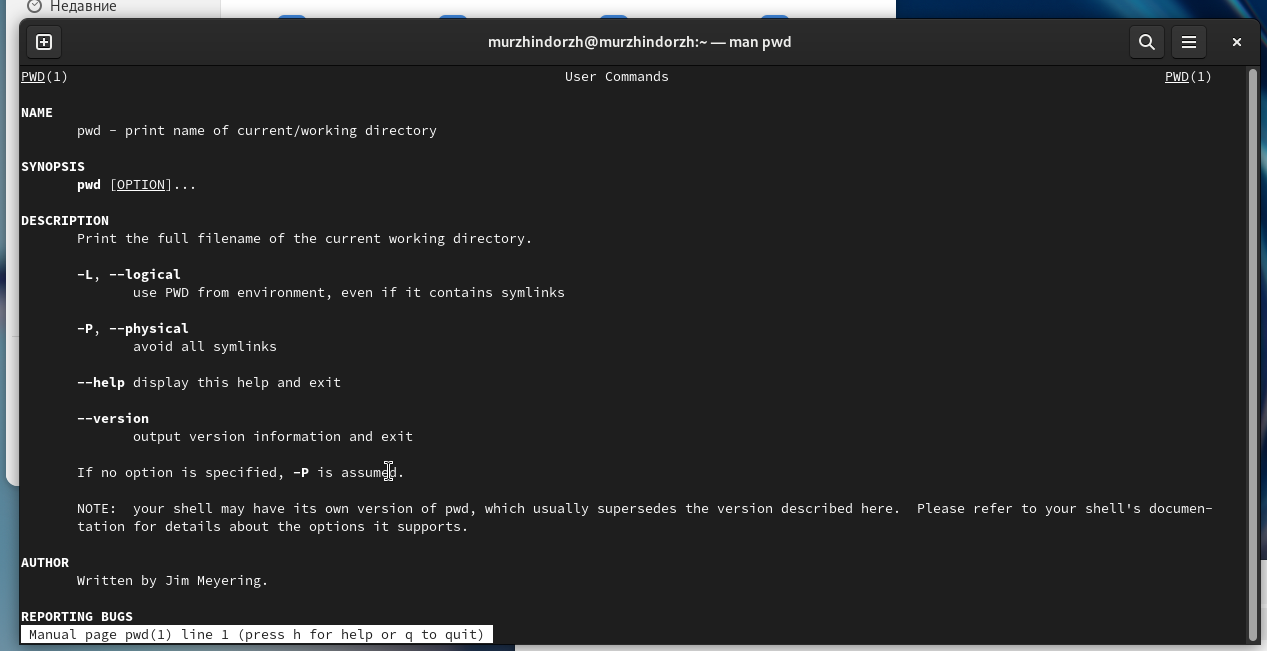 Недавние
murzhindorzh@murzhindorzh:~ — man pwd
PWD(1) User Commands PWD(1)
NAME
pwd - print name of current/working directory
SYNOPSIS
pwd [OPTION]...
DESCRIPTION
Print the full filename of the current working directory.
-L, --logical
use PWD from environment, even if it contains symlinks
-P, --physical
avoid all symlinks
--help display this help and exit
--version
output version information and exit
If no option is specified, -P is assumed.
NOTE:  your shell may have its own version of pwd, which usually supersedes the version described here.  Please refer to your shell's documen-
tation for details about the options it supports.
AUTHOR
Written by Jim Meyering.
REPORTING BUGS
Manual page pwd(1) line 1 (press h for help or q to quit)